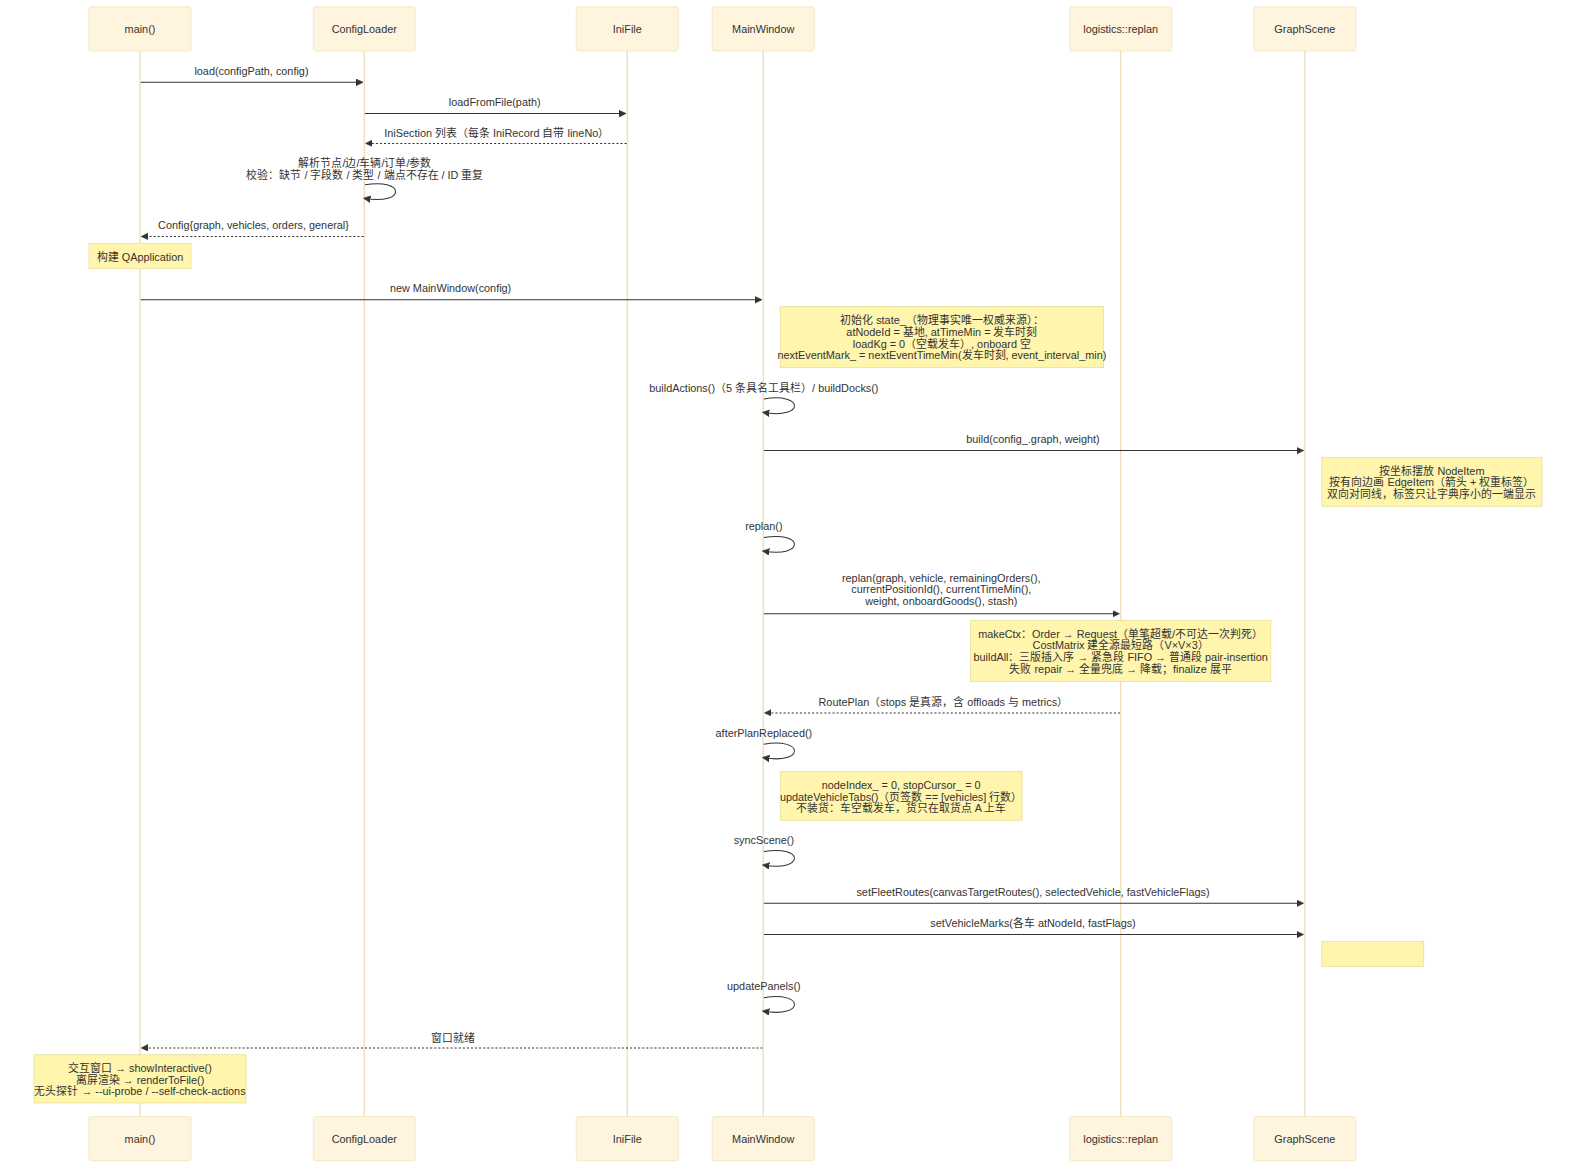 main()
ConfigLoader
IniFile
MainWindow
logistics::replan
GraphScene
load(configPath, config)
loadFromFile(path)
IniSection 列表（每条 IniRecord 自带 lineNo）
解析节点/边/车辆/订单/参数
校验：缺节 / 字段数 / 类型 / 端点不存在 / ID 重复
Config{graph, vehicles, orders, general}
构建 QApplication
new MainWindow(config)
初始化 state_（物理事实唯一权威来源）：
atNodeId = 基地, atTimeMin = 发车时刻
loadKg = 0（空载发车）, onboard 空
nextEventMark_ = nextEventTimeMin(发车时刻, event_interval_min)
buildActions()（5 条具名工具栏）/ buildDocks()
build(config_.graph, weight)
按坐标摆放 NodeItem
按有向边画 EdgeItem（箭头 + 权重标签）
双向对同线，标签只让字典序小的一端显示
replan()
replan(graph, vehicle, remainingOrders(),
currentPositionId(), currentTimeMin(),
weight, onboardGoods(), stash)
makeCtx：Order → Request（单笔超载/不可达一次判死）
CostMatrix 建全源最短路（V×V×3）
buildAll：三版插入序 → 紧急段 FIFO → 普通段 pair-insertion
失败 repair → 全量兜底 → 降载；finalize 展平
RoutePlan（stops 是真源，含 offloads 与 metrics）
afterPlanReplaced()
nodeIndex_ = 0, stopCursor_ = 0
updateVehicleTabs()（页签数 == [vehicles] 行数）
不装货：车空载发车，货只在取货点 A 上车
syncScene()
setFleetRoutes(canvasTargetRoutes(), selectedVehicle, fastVehicleFlags)
setVehicleMarks(各车 atNodeId, fastFlags)
updatePanels()
窗口就绪
交互窗口 → showInteractive()
离屏渲染 → renderToFile()
无头探针 → --ui-probe / --self-check-actions
main()
ConfigLoader
IniFile
MainWindow
logistics::replan
GraphScene